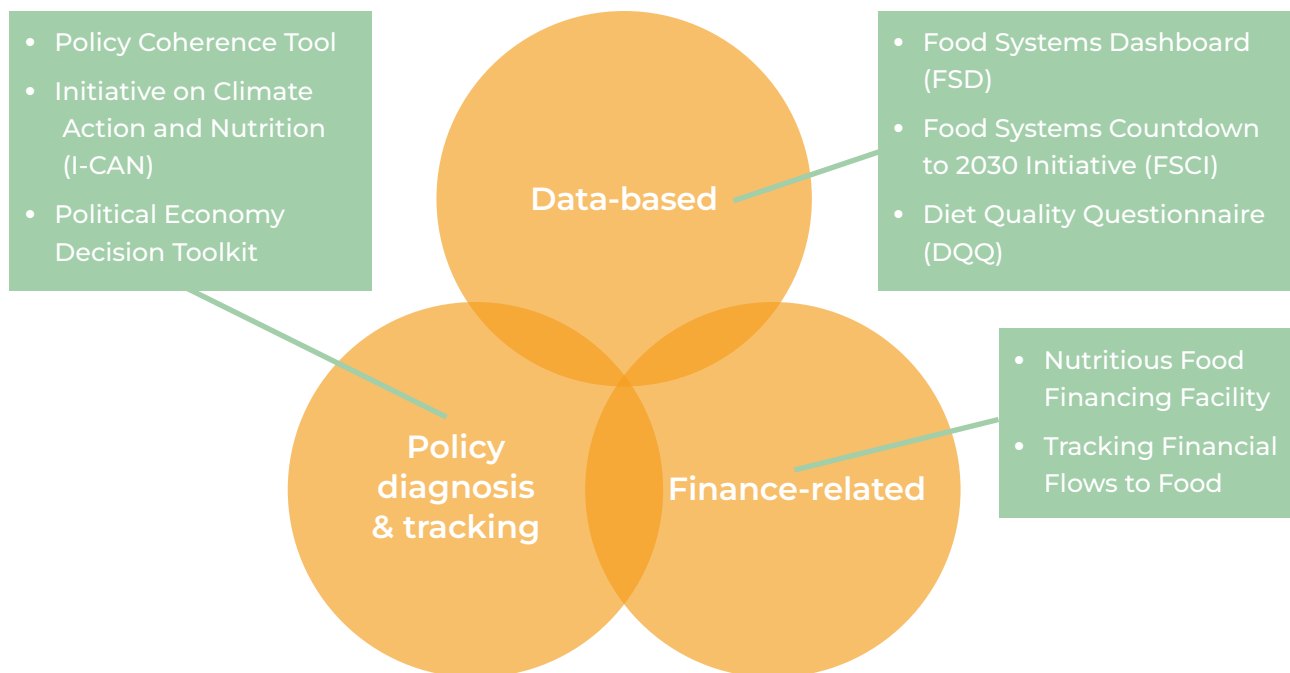 • Policy Coherence Tool
• Initiative on Climate
Action and Nutrition
(I-CAN)
• Political Economy
Decision Toolkit
• Food Systems Dashboard
(FSD)
• Food Systems Countdown
to 2030 Initiative (FSCI)
• Diet Quality Questionnaire
(DQQ)
Data-based
• Nutritious Food
Financing Facility
• Tracking Financial
Flows to Food
Policy
diagnosis
& tracking
Finance-related